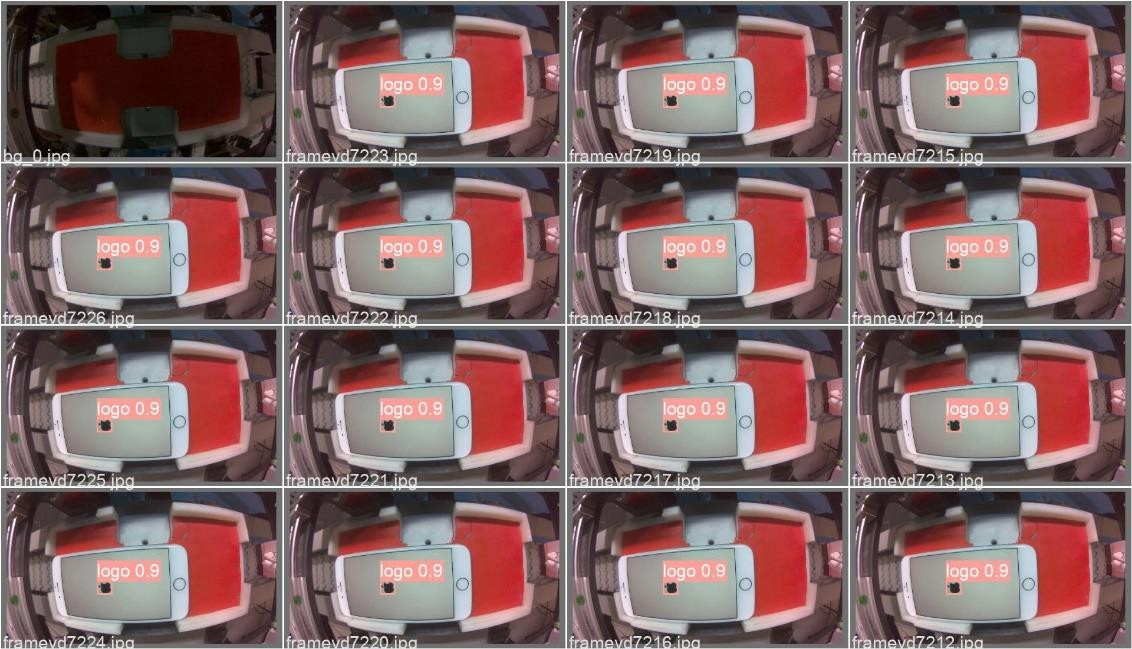 logo 0.9
logo 0.9
logo 0.9
bg_0.jpg
framevd7223.jpg
framevd7219.jpg
framevd7215.jpg
logo 0.9
logo 0.9
logo 0.9
logo 0.9
framevd7226.jpg
framevd7222.jpg
framevd7218.jpg
framevd7214.jpg
logo 0.9
logo 0.9
logo 0.9
logo 0.9
framevd7225.jpg
framevd7221.jpg
framevd7217.jpg
framevd7213.jpg
logo 0.9
logo 0.9
logo 0.9
logo 0.9
framevd7224.jpg
framevd7220.jpg
framevd7216.jpg
framevd7212.jpg